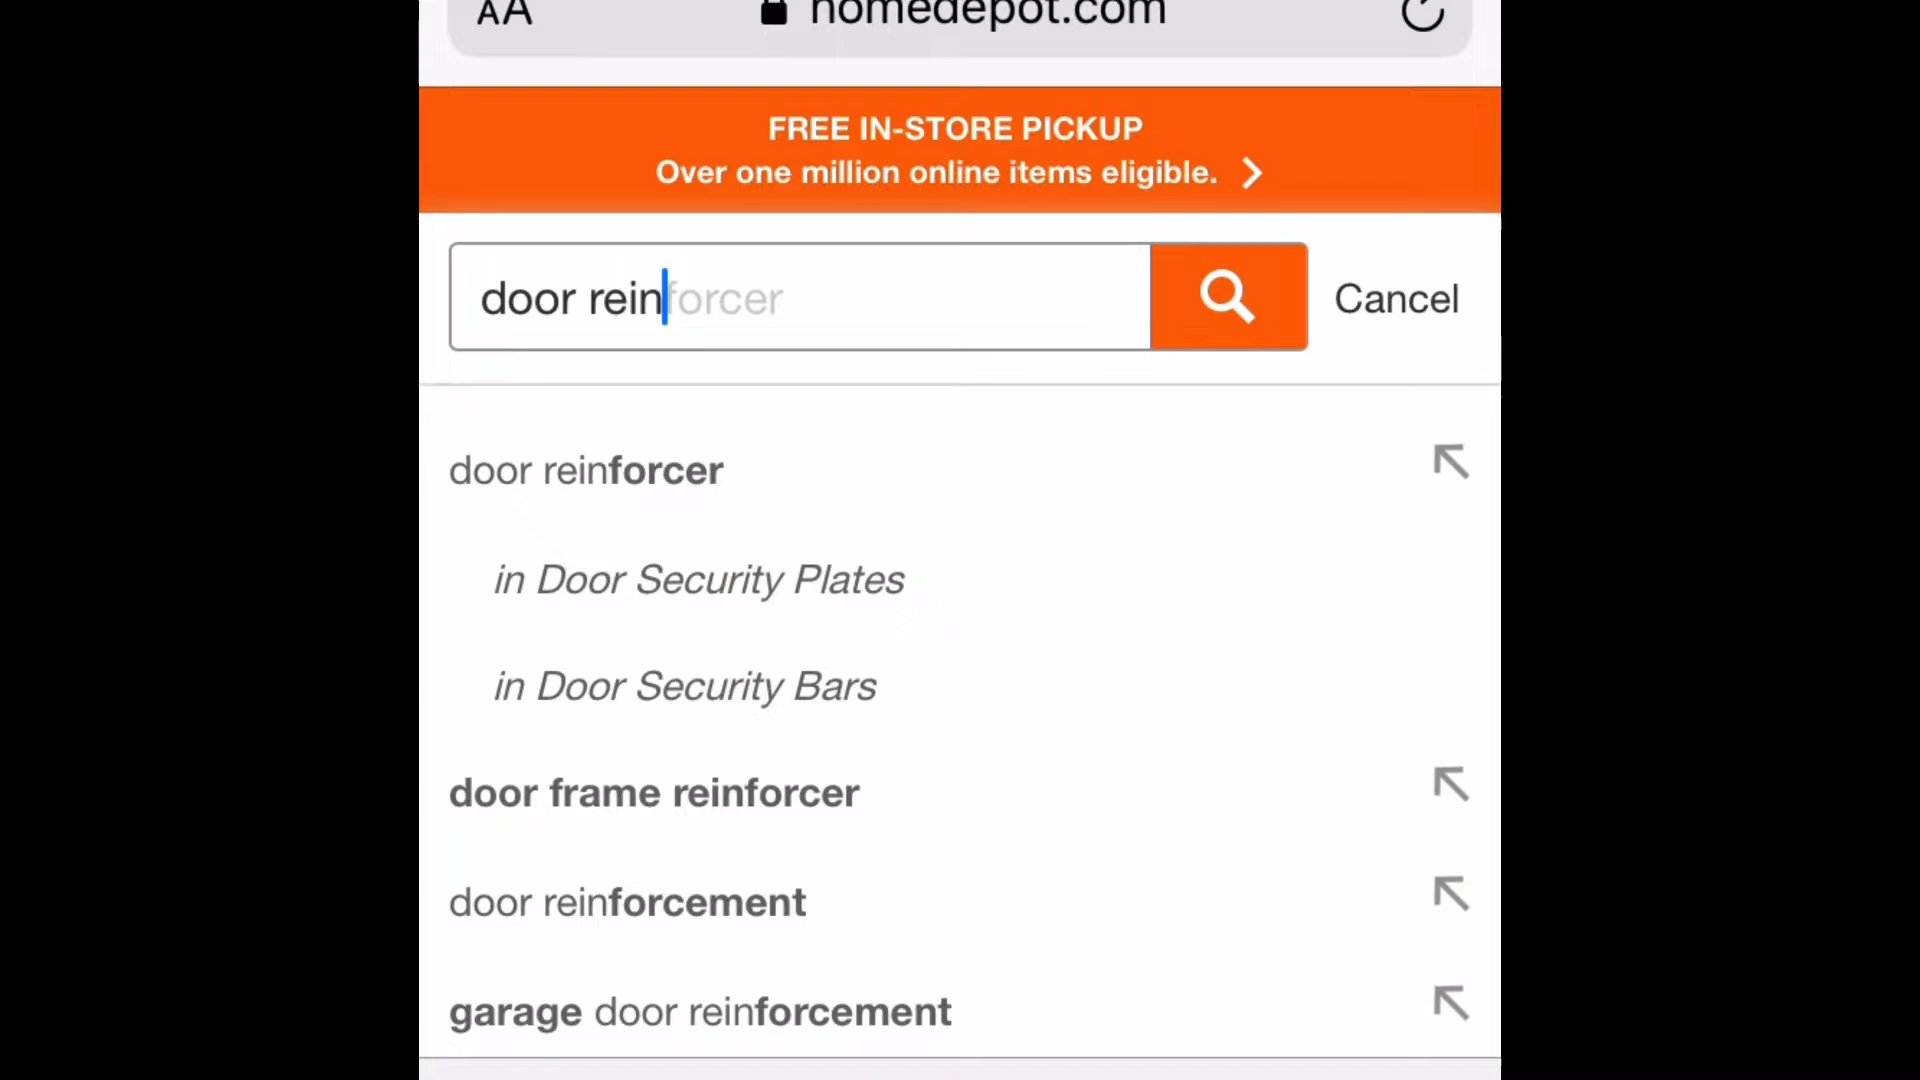 AA homedepot.com
FREE IN-STORE PICKUP
Over one million online items eligible.
door reinforcer Cancel
door reinforcer
in Door Security Plates
in Door Security Bars
door frame reinforcer
door reinforcement
garage door reinforcement